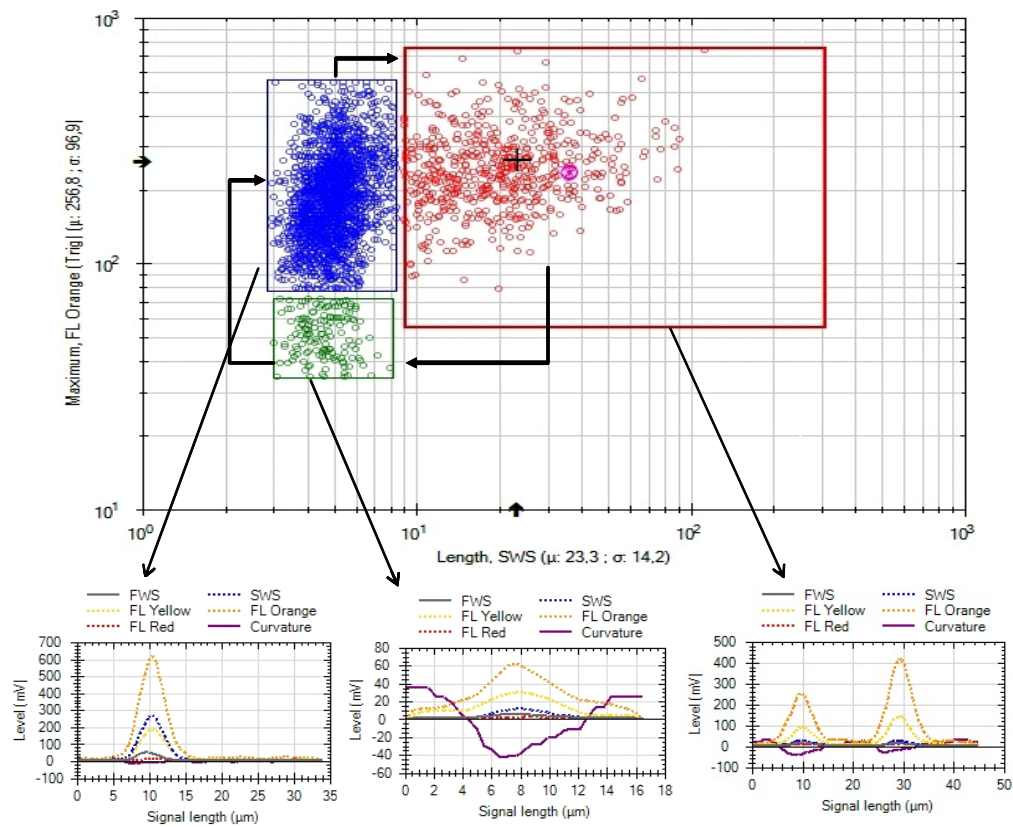 10³
Maximum, FL Orange [Trig] (µ: 256,8 ; σ: 96,9]
10²
10¹
10⁰ 10¹ 10² 10³
Length, SWS (µ: 23,3 ; σ: 14,2)
FWS SWS
FL Yellow FL Orange
FL Red Curvature
700
600
500
400
300
200
100
0
-100
Level [mV]
0 5 10 15 20 25 30 35
Signal length (µm)
FWS SWS
FL Yellow FL Orange
FL Red Curvature
80
60
40
20
0
-20
-40
-60
Level [mV]
0 2 4 6 8 10 12 14 16 18
Signal length (µm)
FWS SWS
FL Yellow FL Orange
FL Red Curvature
500
400
300
200
100
0
-100
Level [mV]
0 10 20 30 40 50
Signal length (µm)